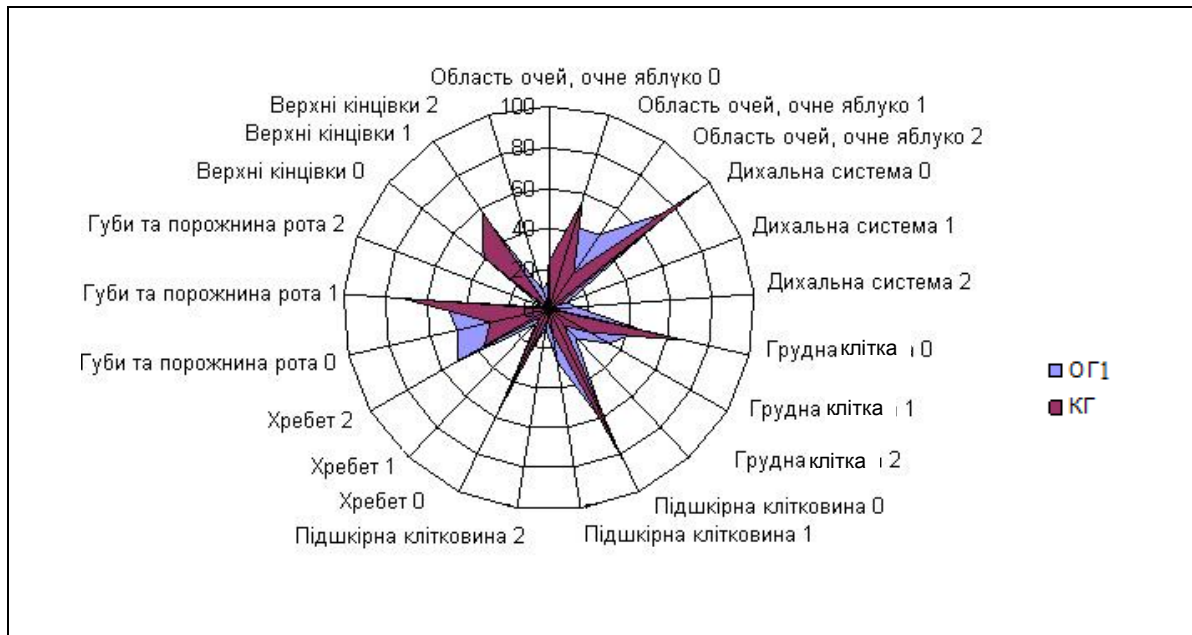 Область очей, очне яблуко 0
Область очей, очне яблуко 1
Область очей, очне яблуко 2
Дихальна система 0
Дихальна система 1
Дихальна система 2
Грудна клітка 0
Грудна клітка 1
Грудна клітка 2
Підшкірна клітковина 0
Підшкірна клітковина 1
Підшкірна клітковина 2
Хребет 0
Хребет 1
Хребет 2
Губи та порожнина рота 0
Губи та порожнина рота 1
Губи та порожнина рота 2
Верхні кінцівки 0
Верхні кінцівки 1
Верхні кінцівки 2
100
80
60
40
20
ОГ1
КГ